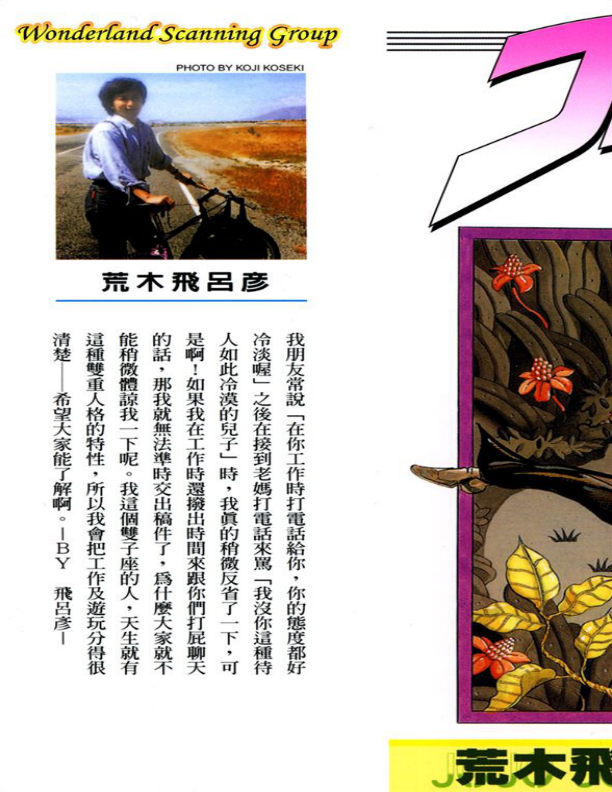 Wonderland Scanning Group
PHOTO BY KOJI KOSEKI
荒木飛呂彥
我朋友常說「在你工作時打電話給你，你的態度都好
冷淡喔」之後在接到老媽打電話來罵「我沒你這種待
人如此冷漠的兒子」時，我真的稍微反省了一下，可
是啊！如果我在工作時還撥出時間來跟你們打屁聊天
的話，那我就無法準時交出稿件了，為什麼大家就不
能稍微體諒我一下呢。我這個雙子座的人，天生就有
這種雙重人格的特性，所以我會把工作及遊玩分得很
清楚——希望大家能了解啊。－ＢＹ　飛呂彥－
荒木飛